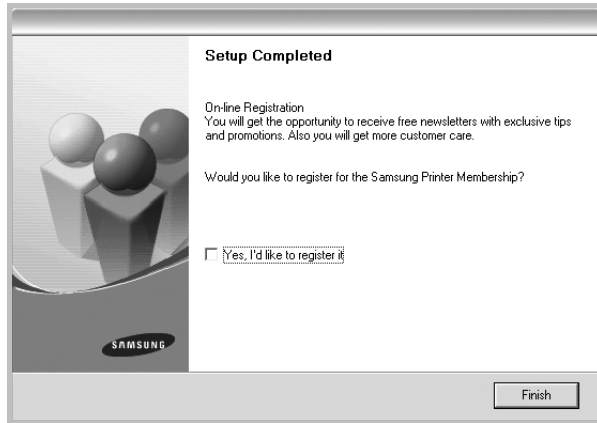 Setup Completed
On-line Registration
You will get the opportunity to receive free newsletters with exclusive tips
and promotions. Also you will get more customer care.
Would you like to register for the Samsung Printer Membership?
Yes, I'd like to register it
SAMSUNG
Finish